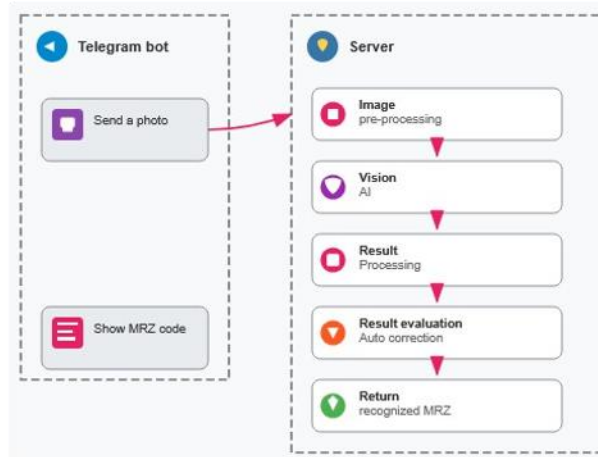 Telegram bot
Send a photo
Show MRZ code
Server
Image
pre-processing
Vision
AI
Result
Processing
Result evaluation
Auto correction
Return
recognized MRZ